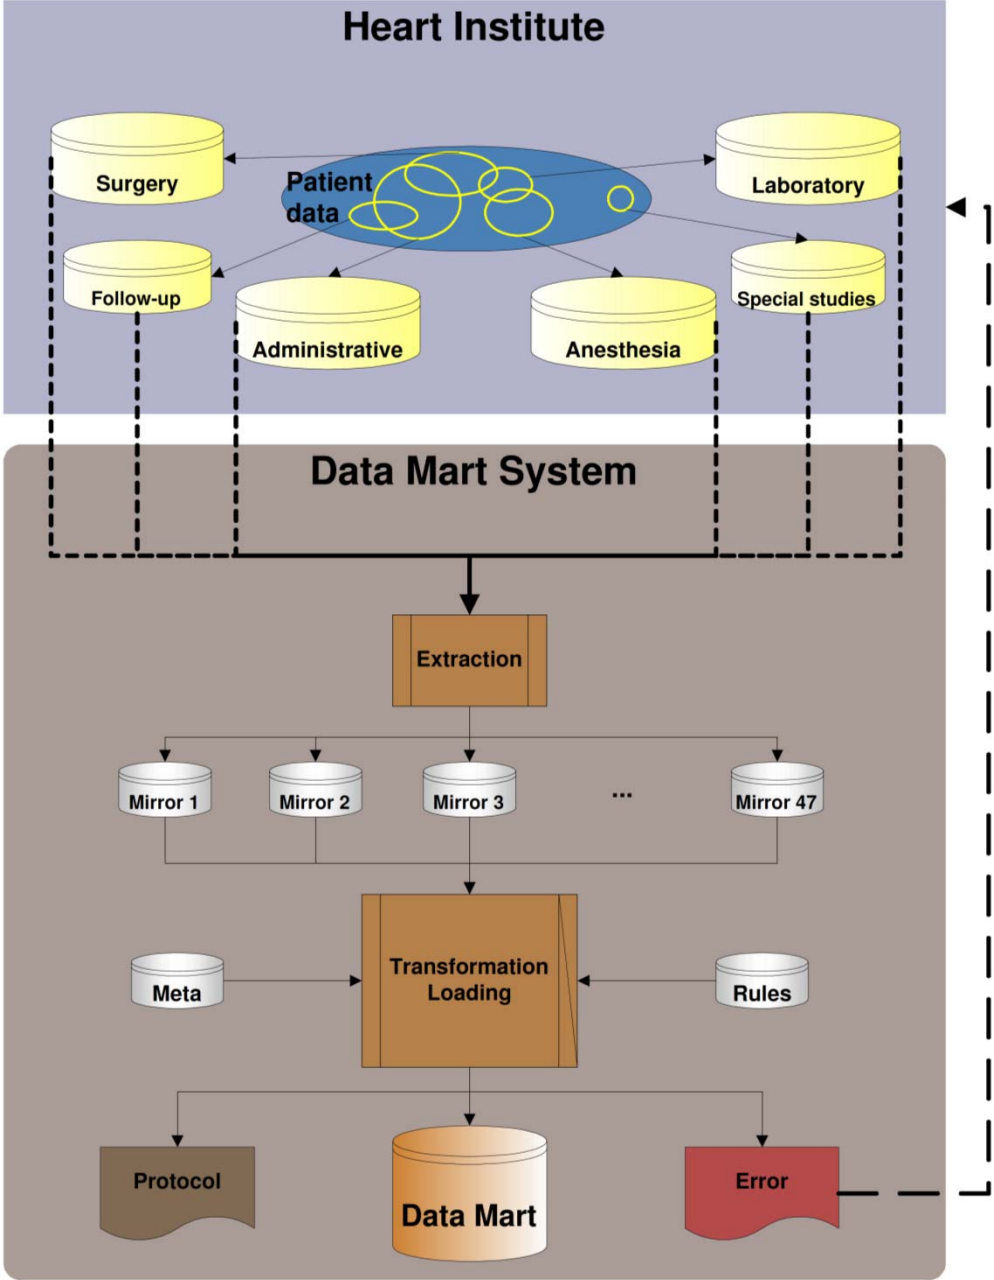 Heart Institute
Surgery
Patient
data
Laboratory
Follow-up
Administrative
Anesthesia
Special studies
Data Mart System
Extraction
Mirror 1
Mirror 2
Mirror 3
...
Mirror 47
Transformation
Loading
Meta
Rules
Protocol
Data Mart
Error